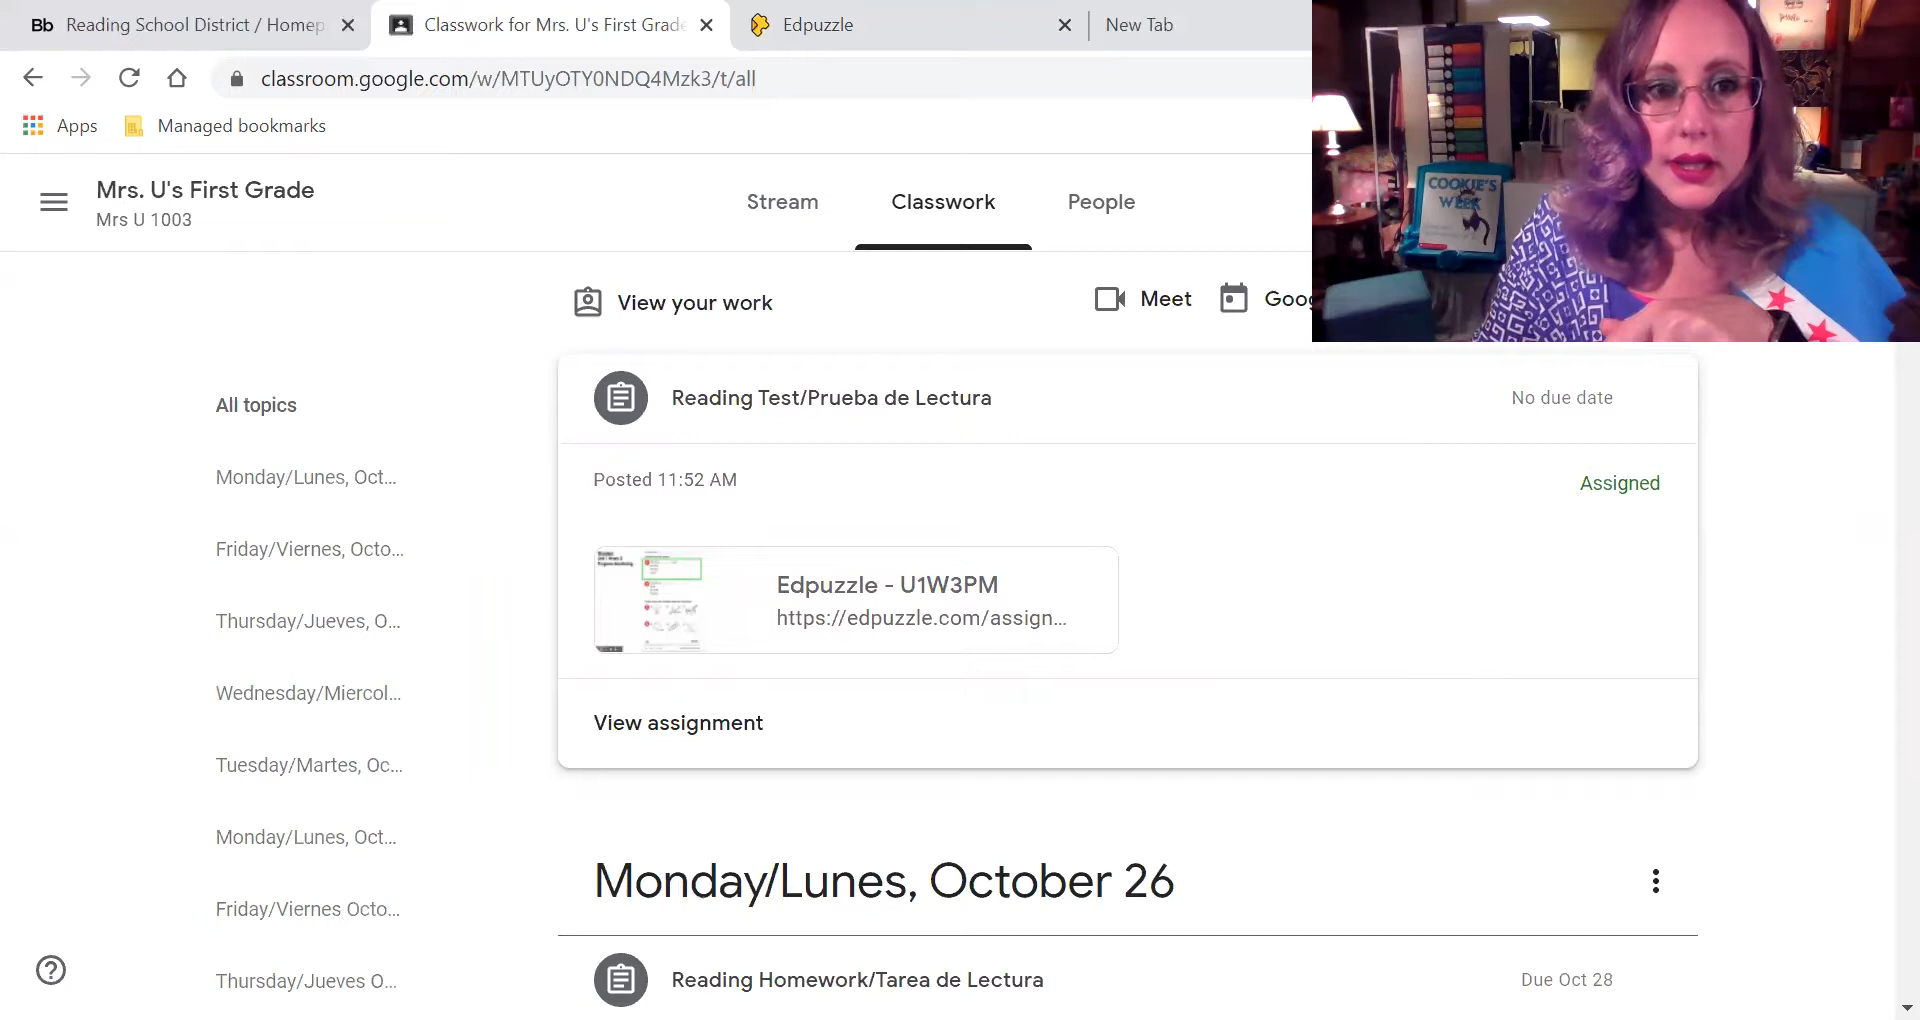 Bb Reading School District / Homep
Classwork for Mrs. U's First Grade
Edpuzzle
New Tab
classroom.google.com/w/MTUyOTY0NDQ4Mzk3/t/all
Apps
Managed bookmarks
Mrs. U's First Grade
Mrs U 1003
Stream
Classwork
People
COOKIE'S
WEEK
View your work
Meet
Goog
All topics
Monday/Lunes, Oct...
Friday/Viernes, Octo...
Thursday/Jueves, O...
Wednesday/Miercol...
Tuesday/Martes, Oc...
Monday/Lunes, Oct...
Friday/Viernes Octo...
Thursday/Jueves O...
Reading Test/Prueba de Lectura
No due date
Posted 11:52 AM
Assigned
Edpuzzle - U1W3PM
https://edpuzzle.com/assign...
View assignment
Monday/Lunes, October 26
Reading Homework/Tarea de Lectura
Due Oct 28